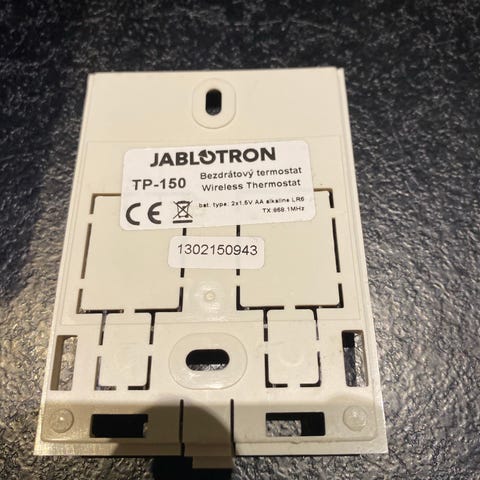 JABLOTRON
TP-150
Bezdrátový termostat
Wireless Thermostat
CE
bat. type: 2x1.5V AA alkaline LR6
TX:868.1MHz
1302150943